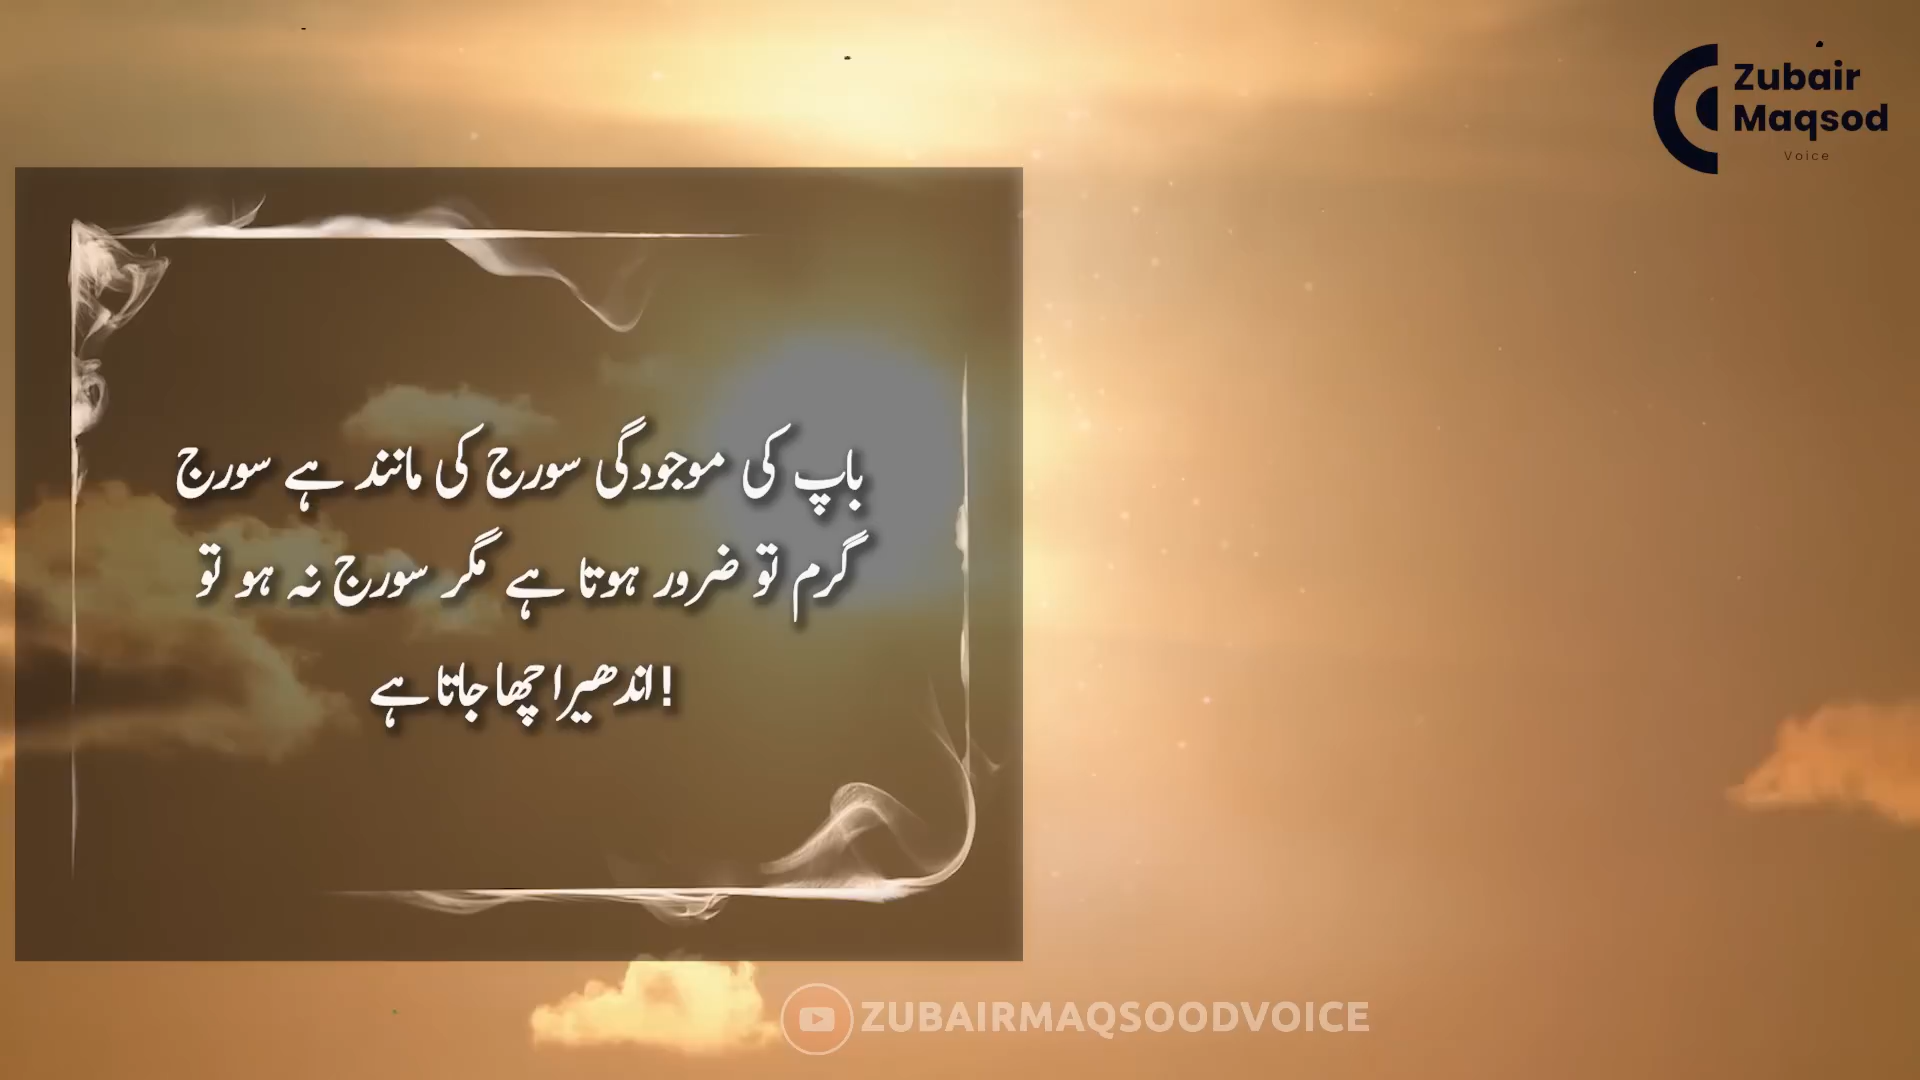 Zubair
Maqsod
Voice
باپ کی موجودگی سورج کی مانند ہے سورج
گرم تو ضرور ہوتا ہے مگر سورج نہ ہو تو
!اندھیرا چھا جاتا ہے
ZUBAIRMAQSOODVOICE